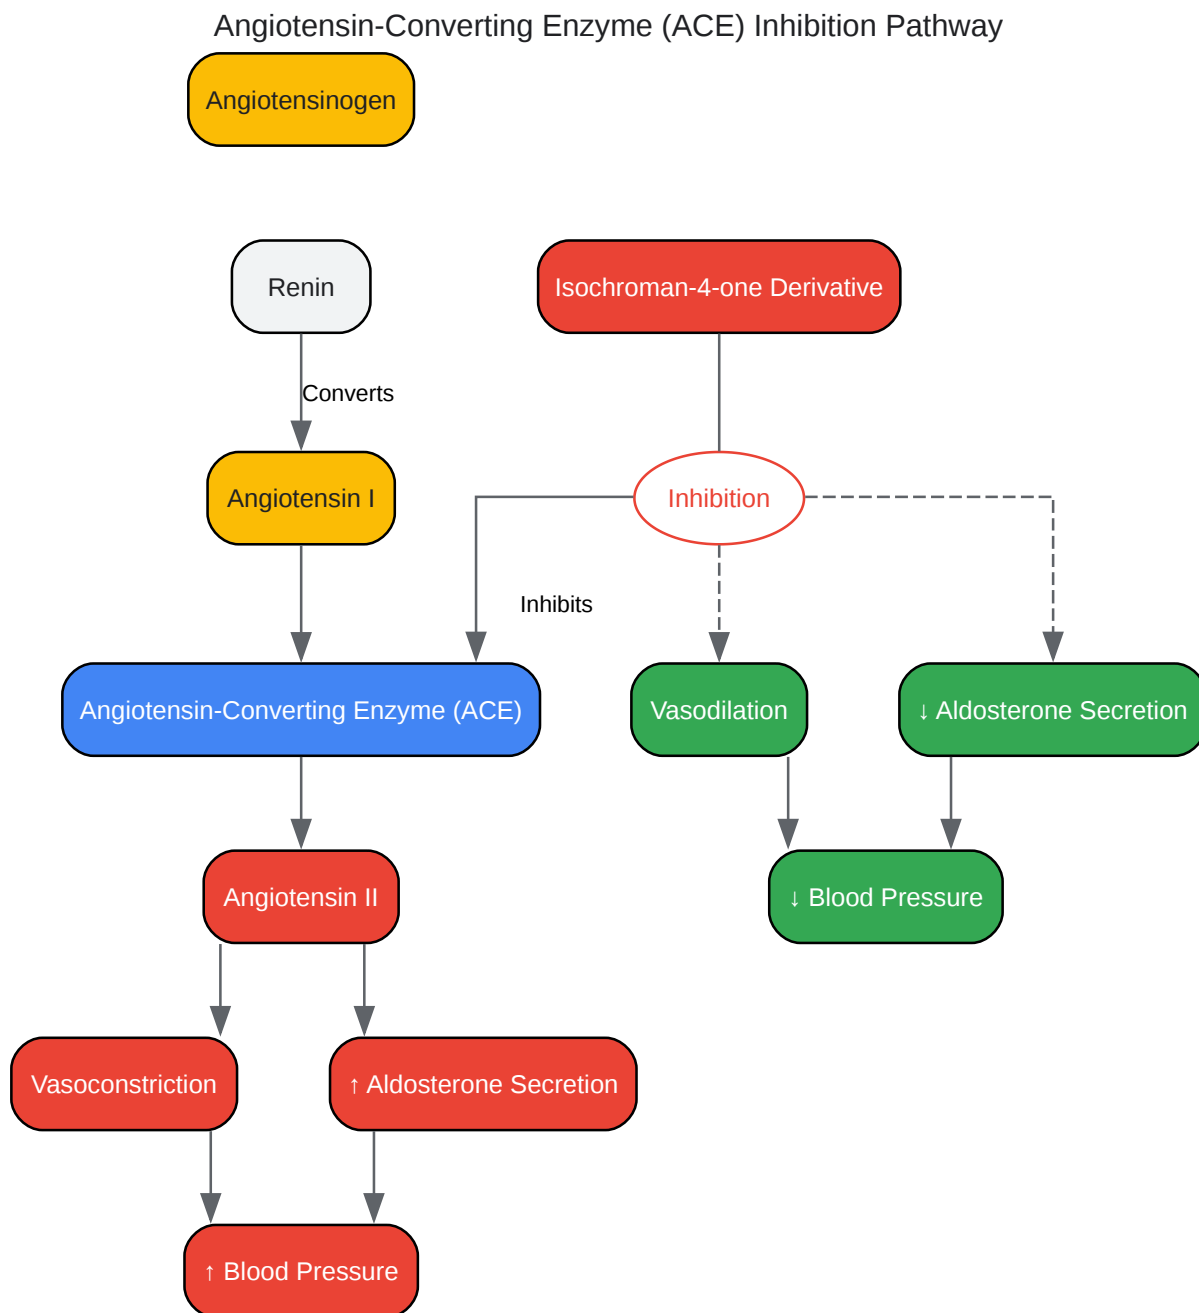 Angiotensin-Converting Enzyme (ACE) Inhibition Pathway
Angiotensinogen
Renin
Isochroman-4-one Derivative
Converts
Angiotensin I
Inhibition
Inhibits
Angiotensin-Converting Enzyme (ACE)
Vasodilation
↓ Aldosterone Secretion
Angiotensin II
↓ Blood Pressure
Vasoconstriction
↑ Aldosterone Secretion
↑ Blood Pressure